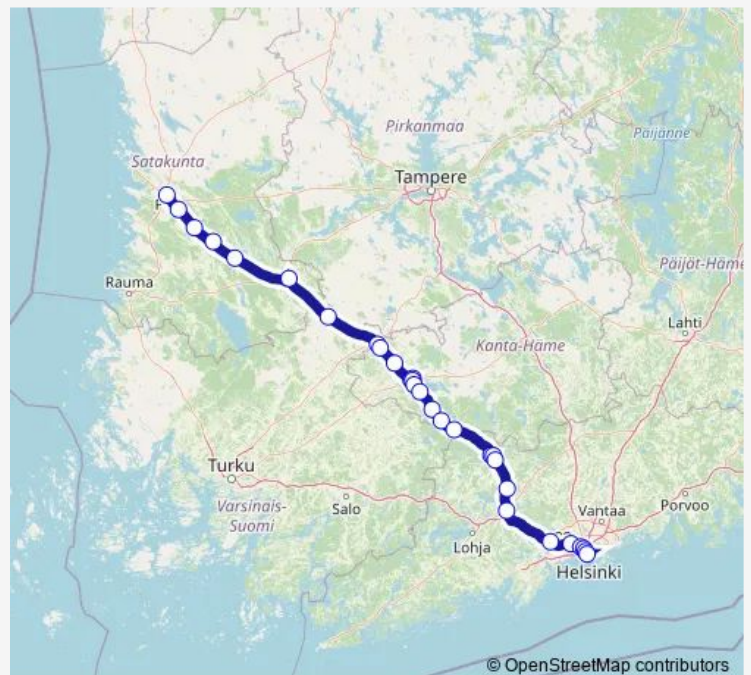 Pirkanmaa
Päijänne
Satakunta
Tampere
Rauma
Päijät-Häme
Lahti
Kanta-Häme
Turku
Varsinais-
Suomi
Salo
Vantaa
Porvoo
Lohja
Helsinki
© OpenStreetMap contributors